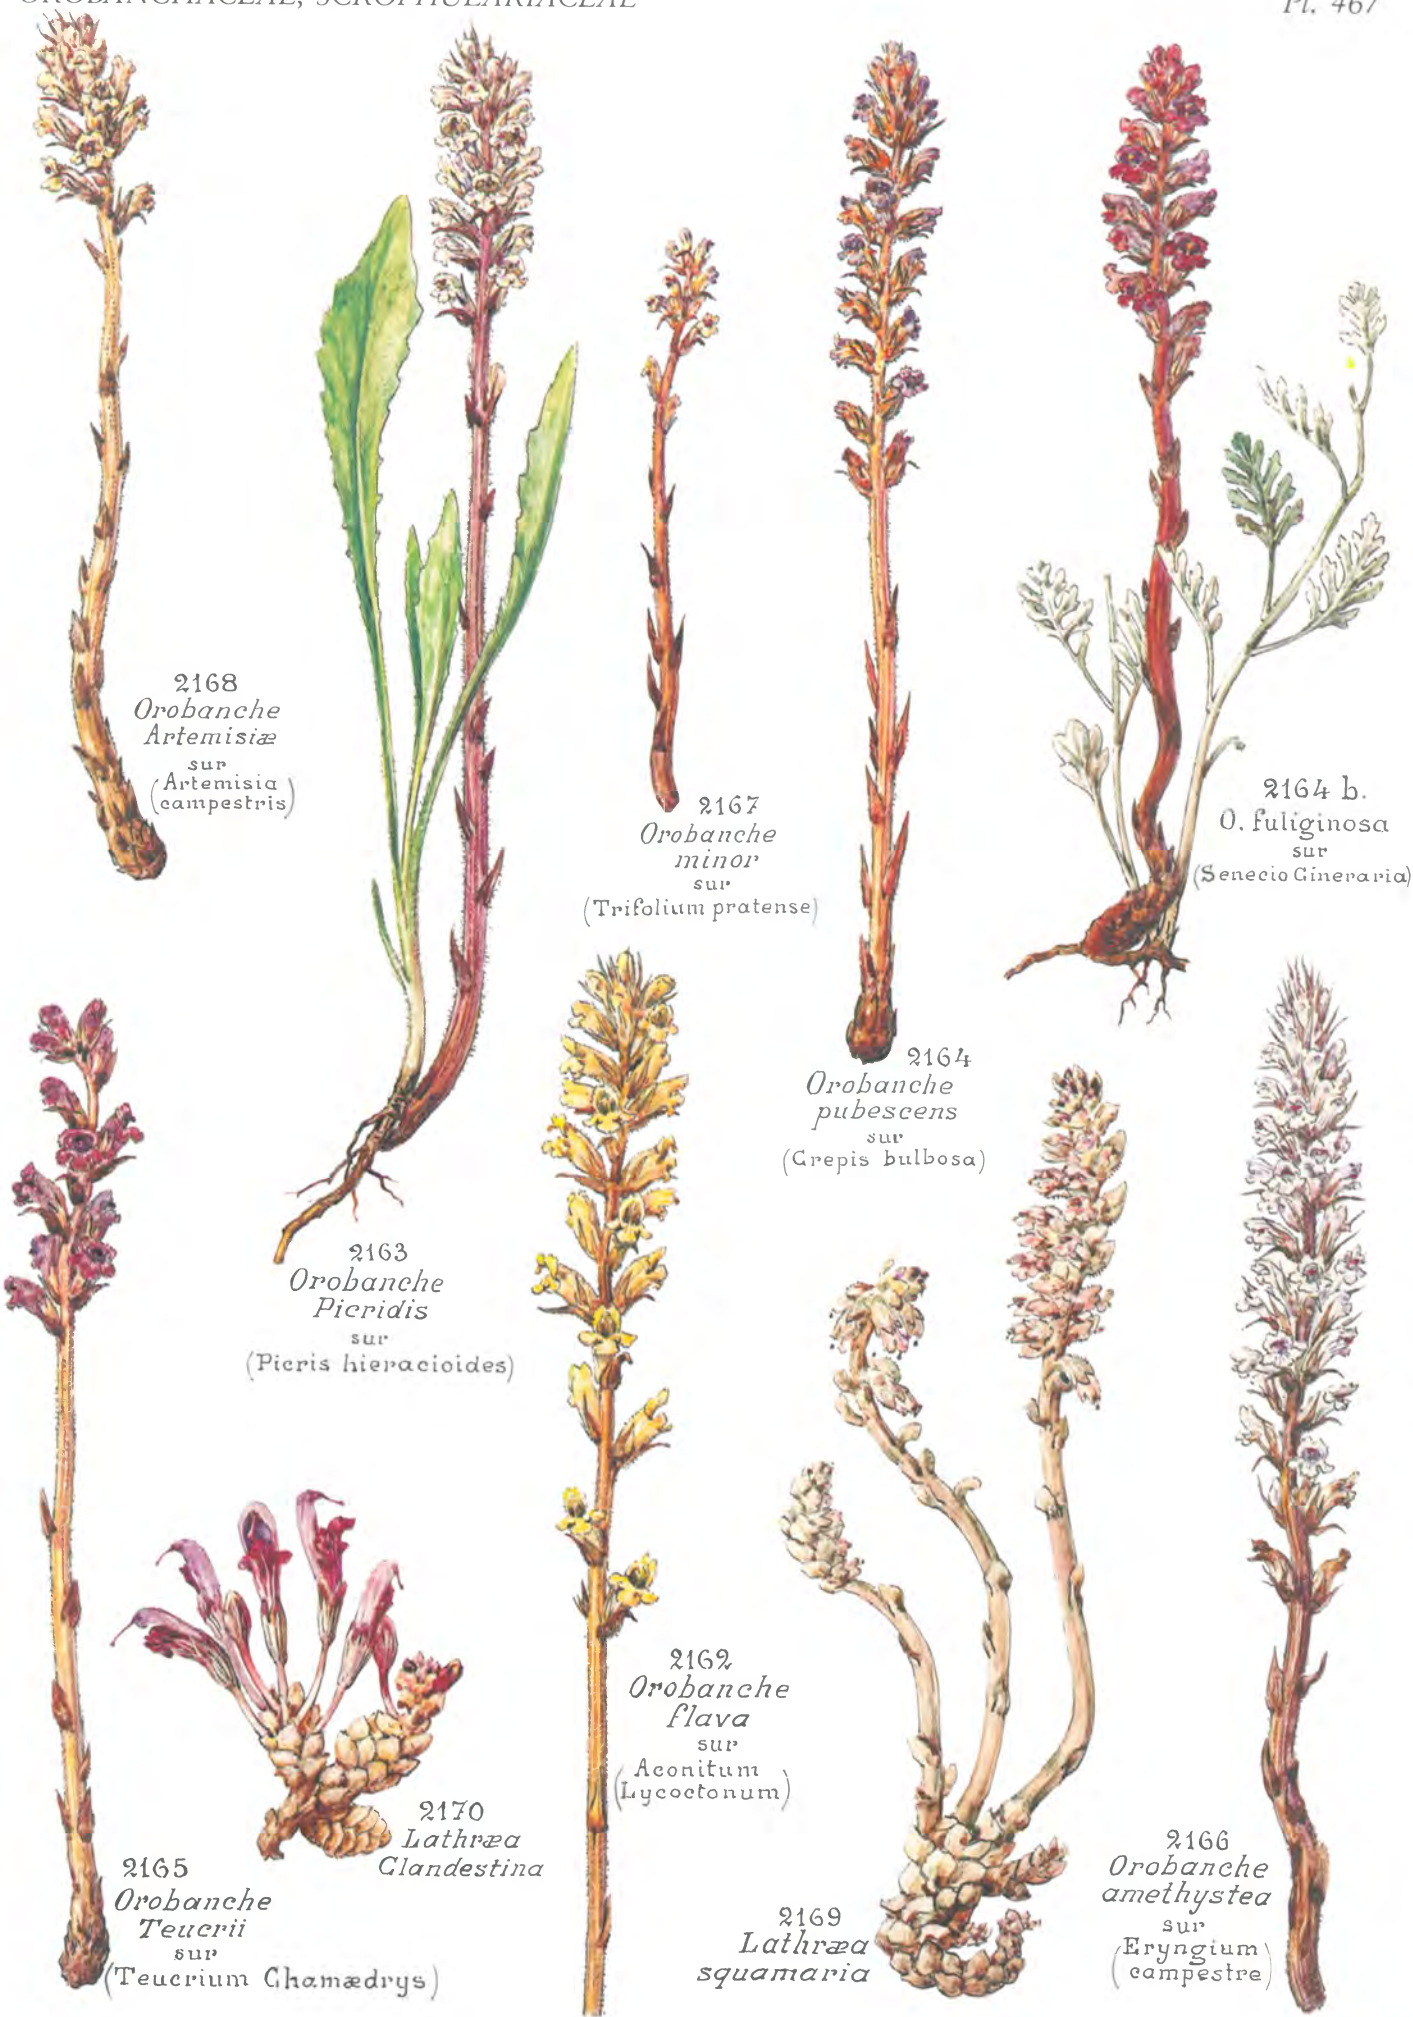 OROBANCHACEAE, SCROPHULARIACEAE
Pl. 467
2168
Orobanche
Artemisiæ
sur
(Artemisia
campestris)
2167
Orobanche
minor
sur
(Trifolium pratense)
2164 b.
O. fuliginosa
sur
(Senecio Cineraria)
2164
Orobanche
pubescens
sur
(Crepis bulbosa)
2163
Orobanche
Picridis
sur
(Picris hieracioides)
2162
Orobanche
flava
sur
(Aconitum
Lycoctonum)
2170
Lathræa
Clandestina
2165
Orobanche
Teucrii
sur
(Teucrium Chamædrys)
2169
Lathræa
squamaria
2166
Orobanche
amethystea
sur
(Eryngium
campestre)